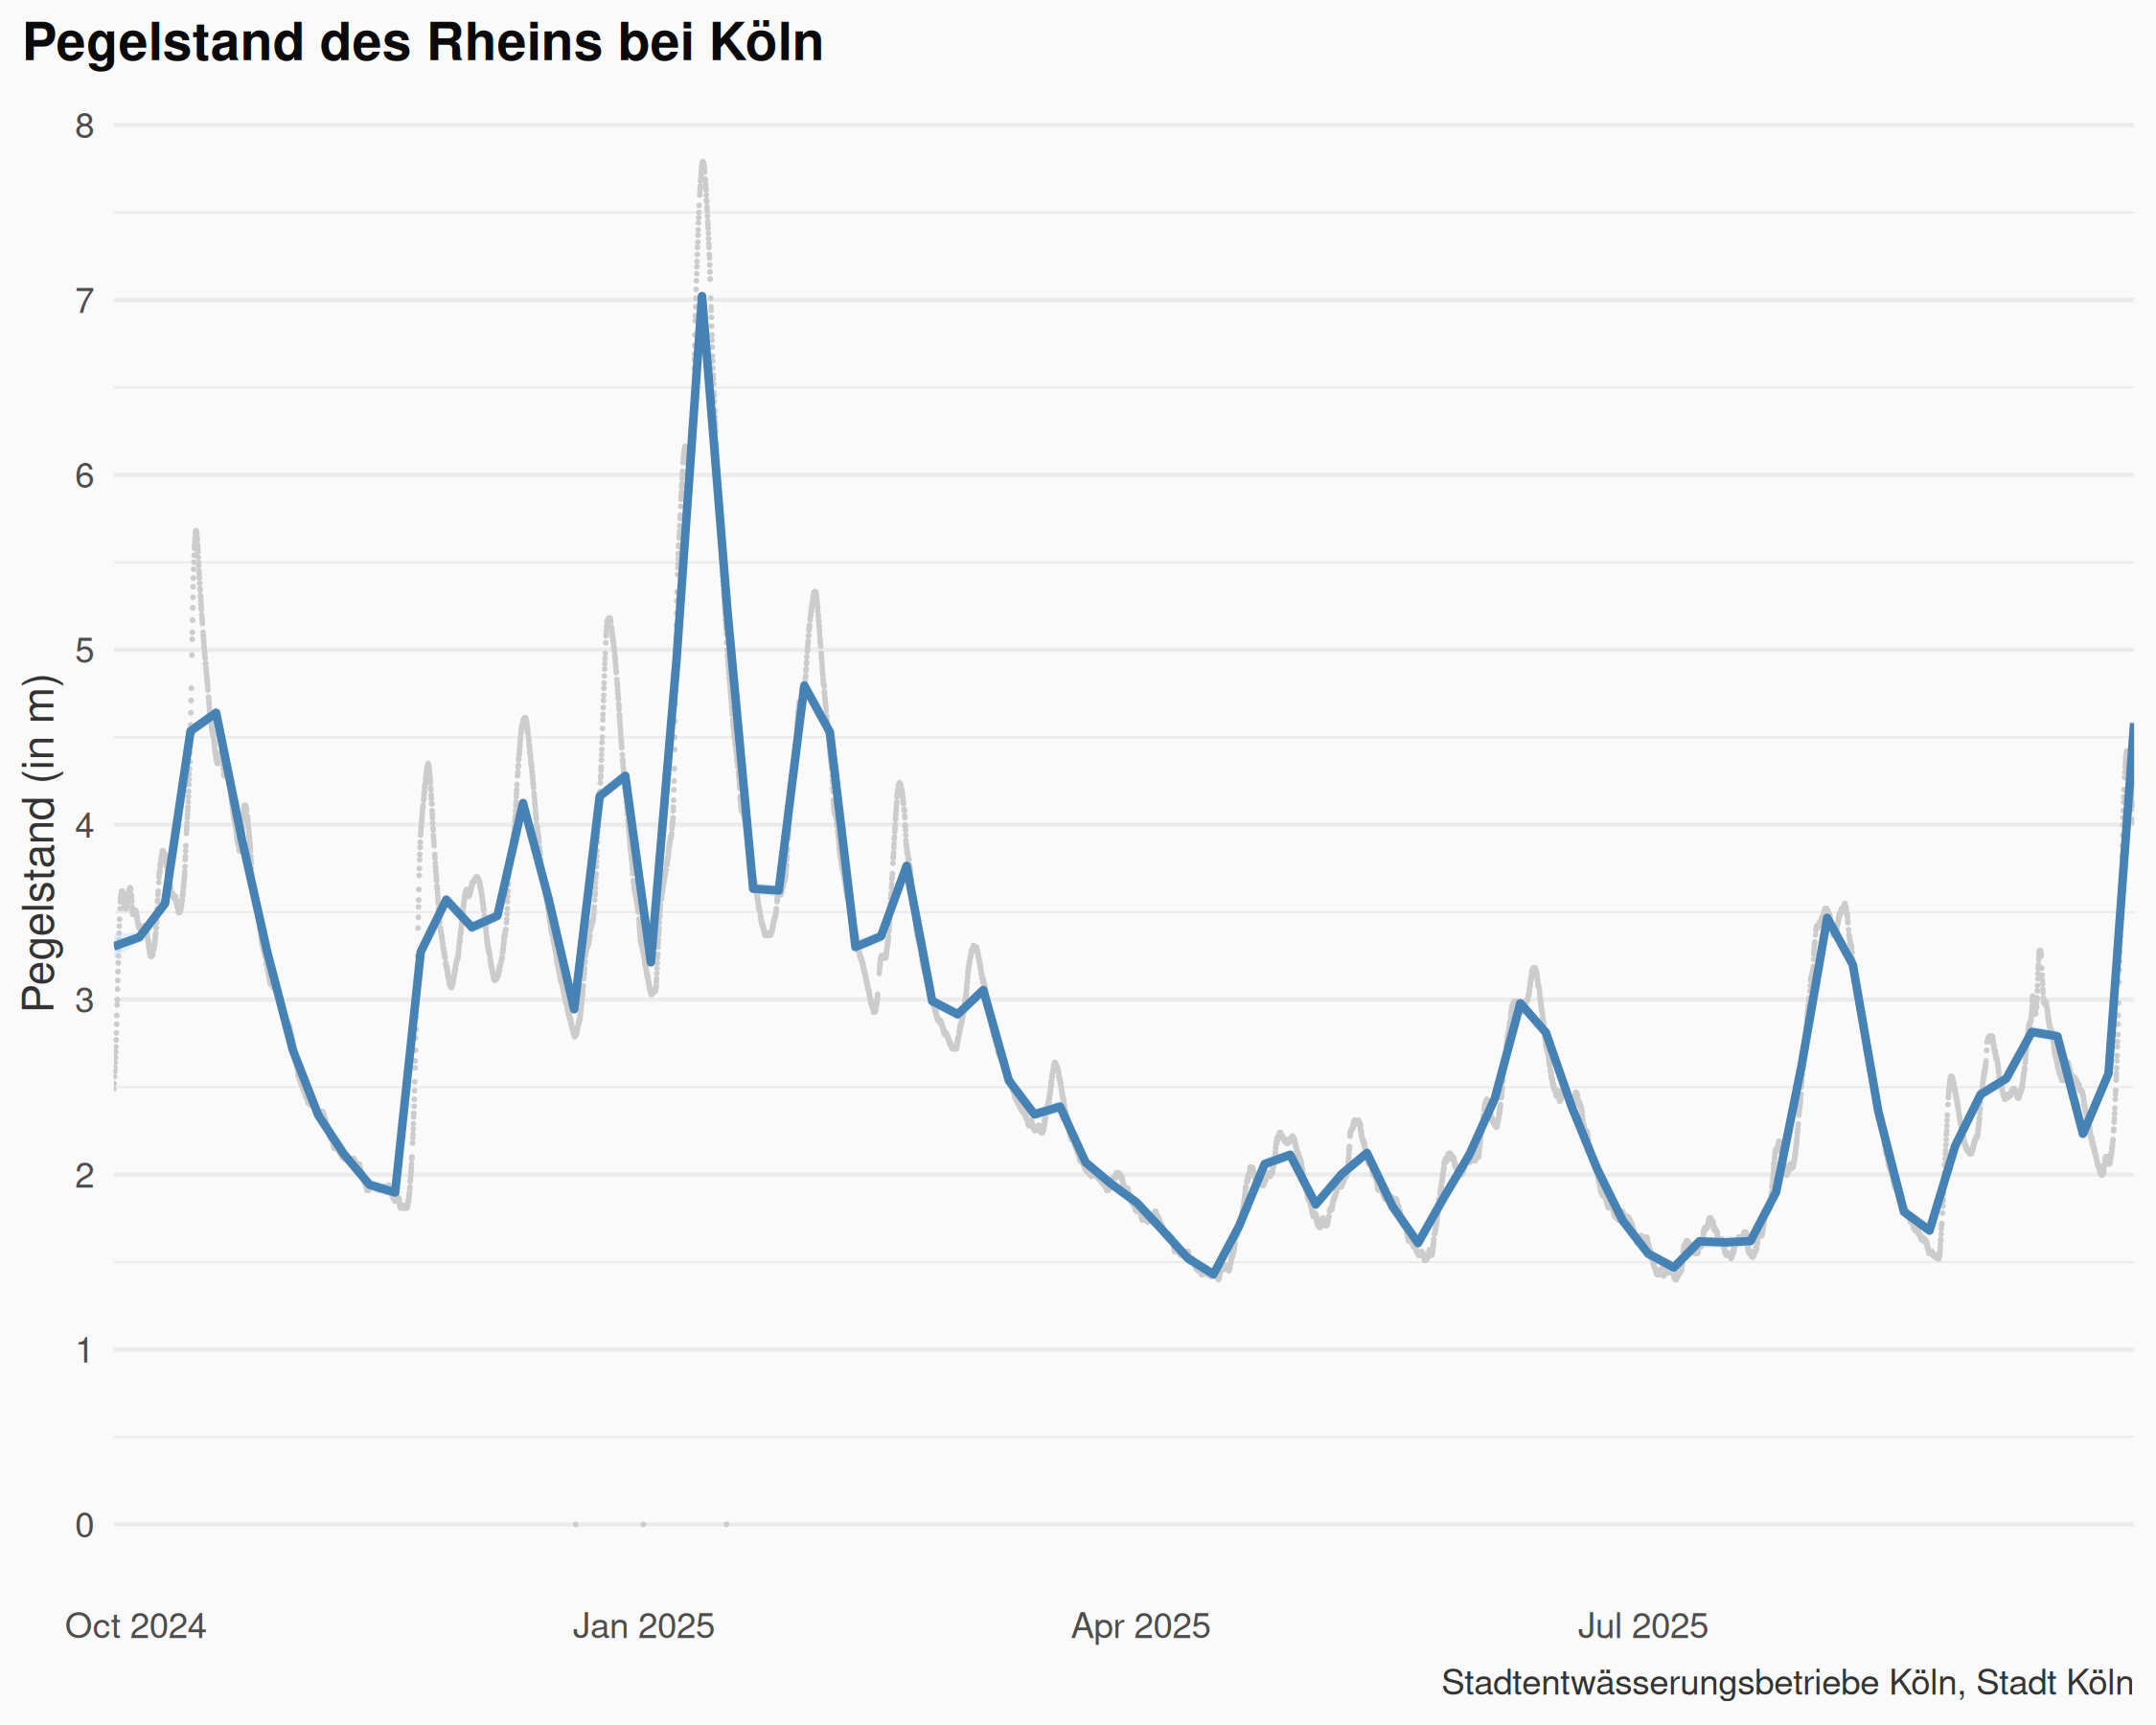 Pegelstand des Rheins bei Köln
8
7
6
5
4
3
2
1
0
Pegelstand (in m)
Oct 2024
Jan 2025
Apr 2025
Jul 2025
Stadtentwässerungsbetriebe Köln, Stadt Köln